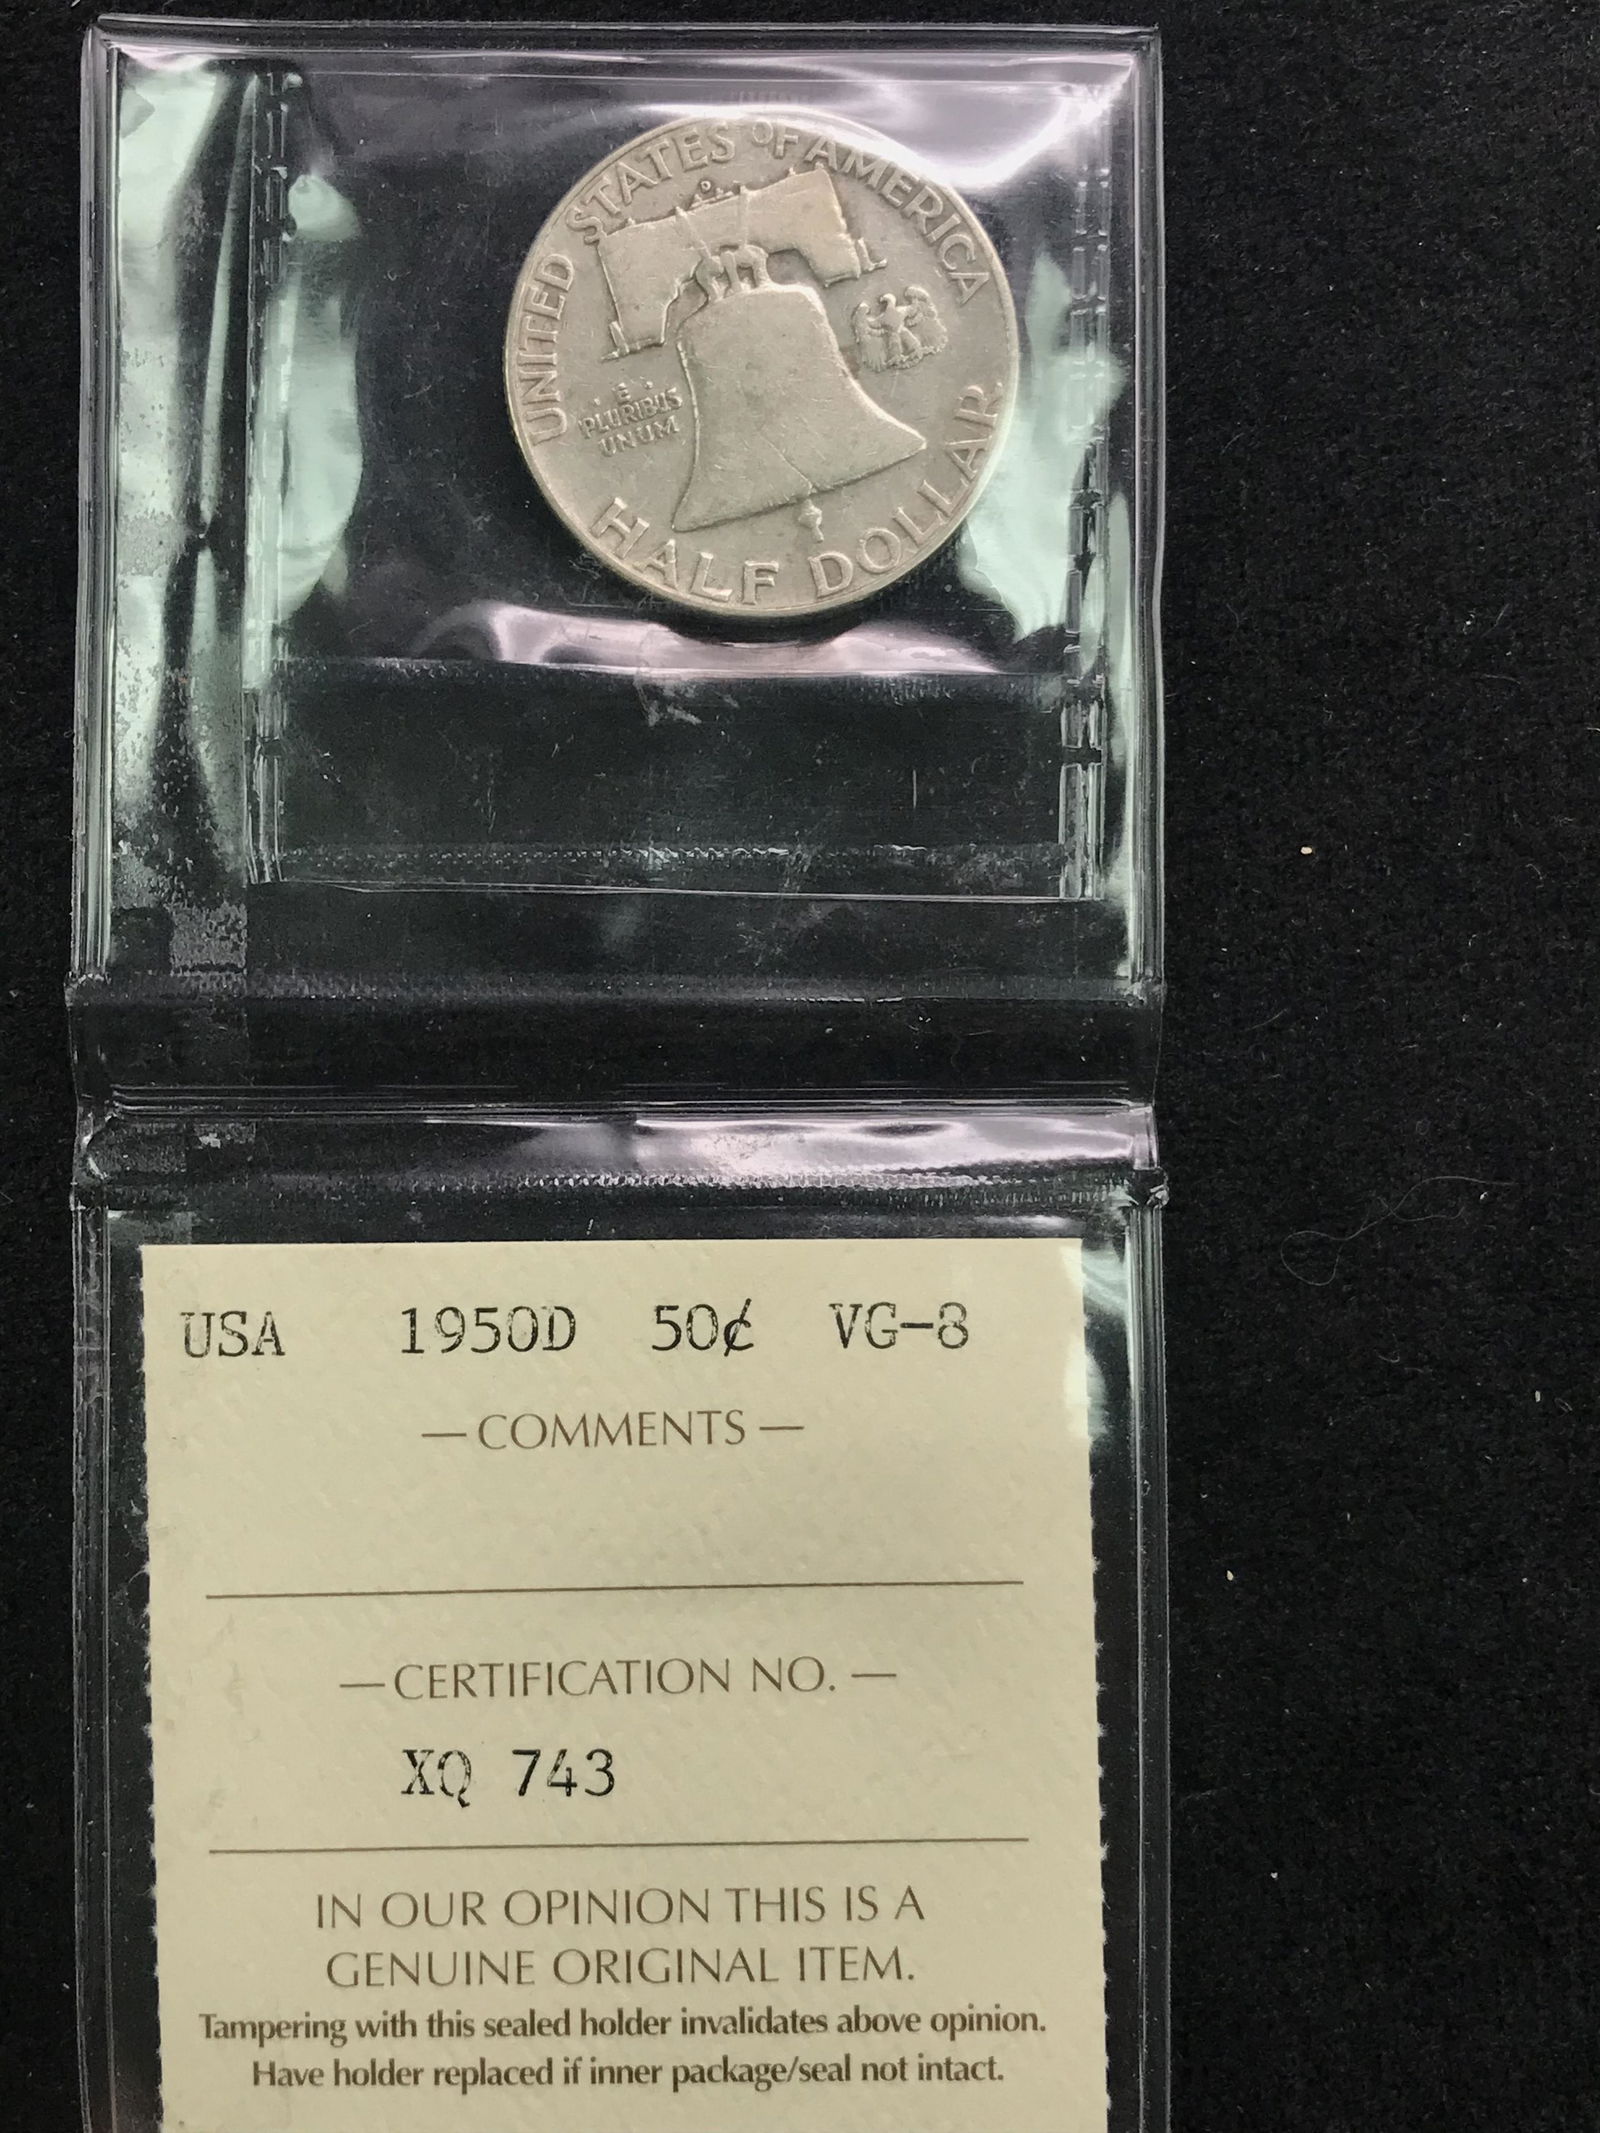 UNITED STATES OF AMERICA
D
E
PLURIBUS
UNUM
HALF DOLLAR
USA 1950D 50¢ VG-8
— COMMENTS —
— CERTIFICATION NO. —
XQ 743
IN OUR OPINION THIS IS A
GENUINE ORIGINAL ITEM.
Tampering with this sealed holder invalidates above opinion.
Have holder replaced if inner package/seal not intact.